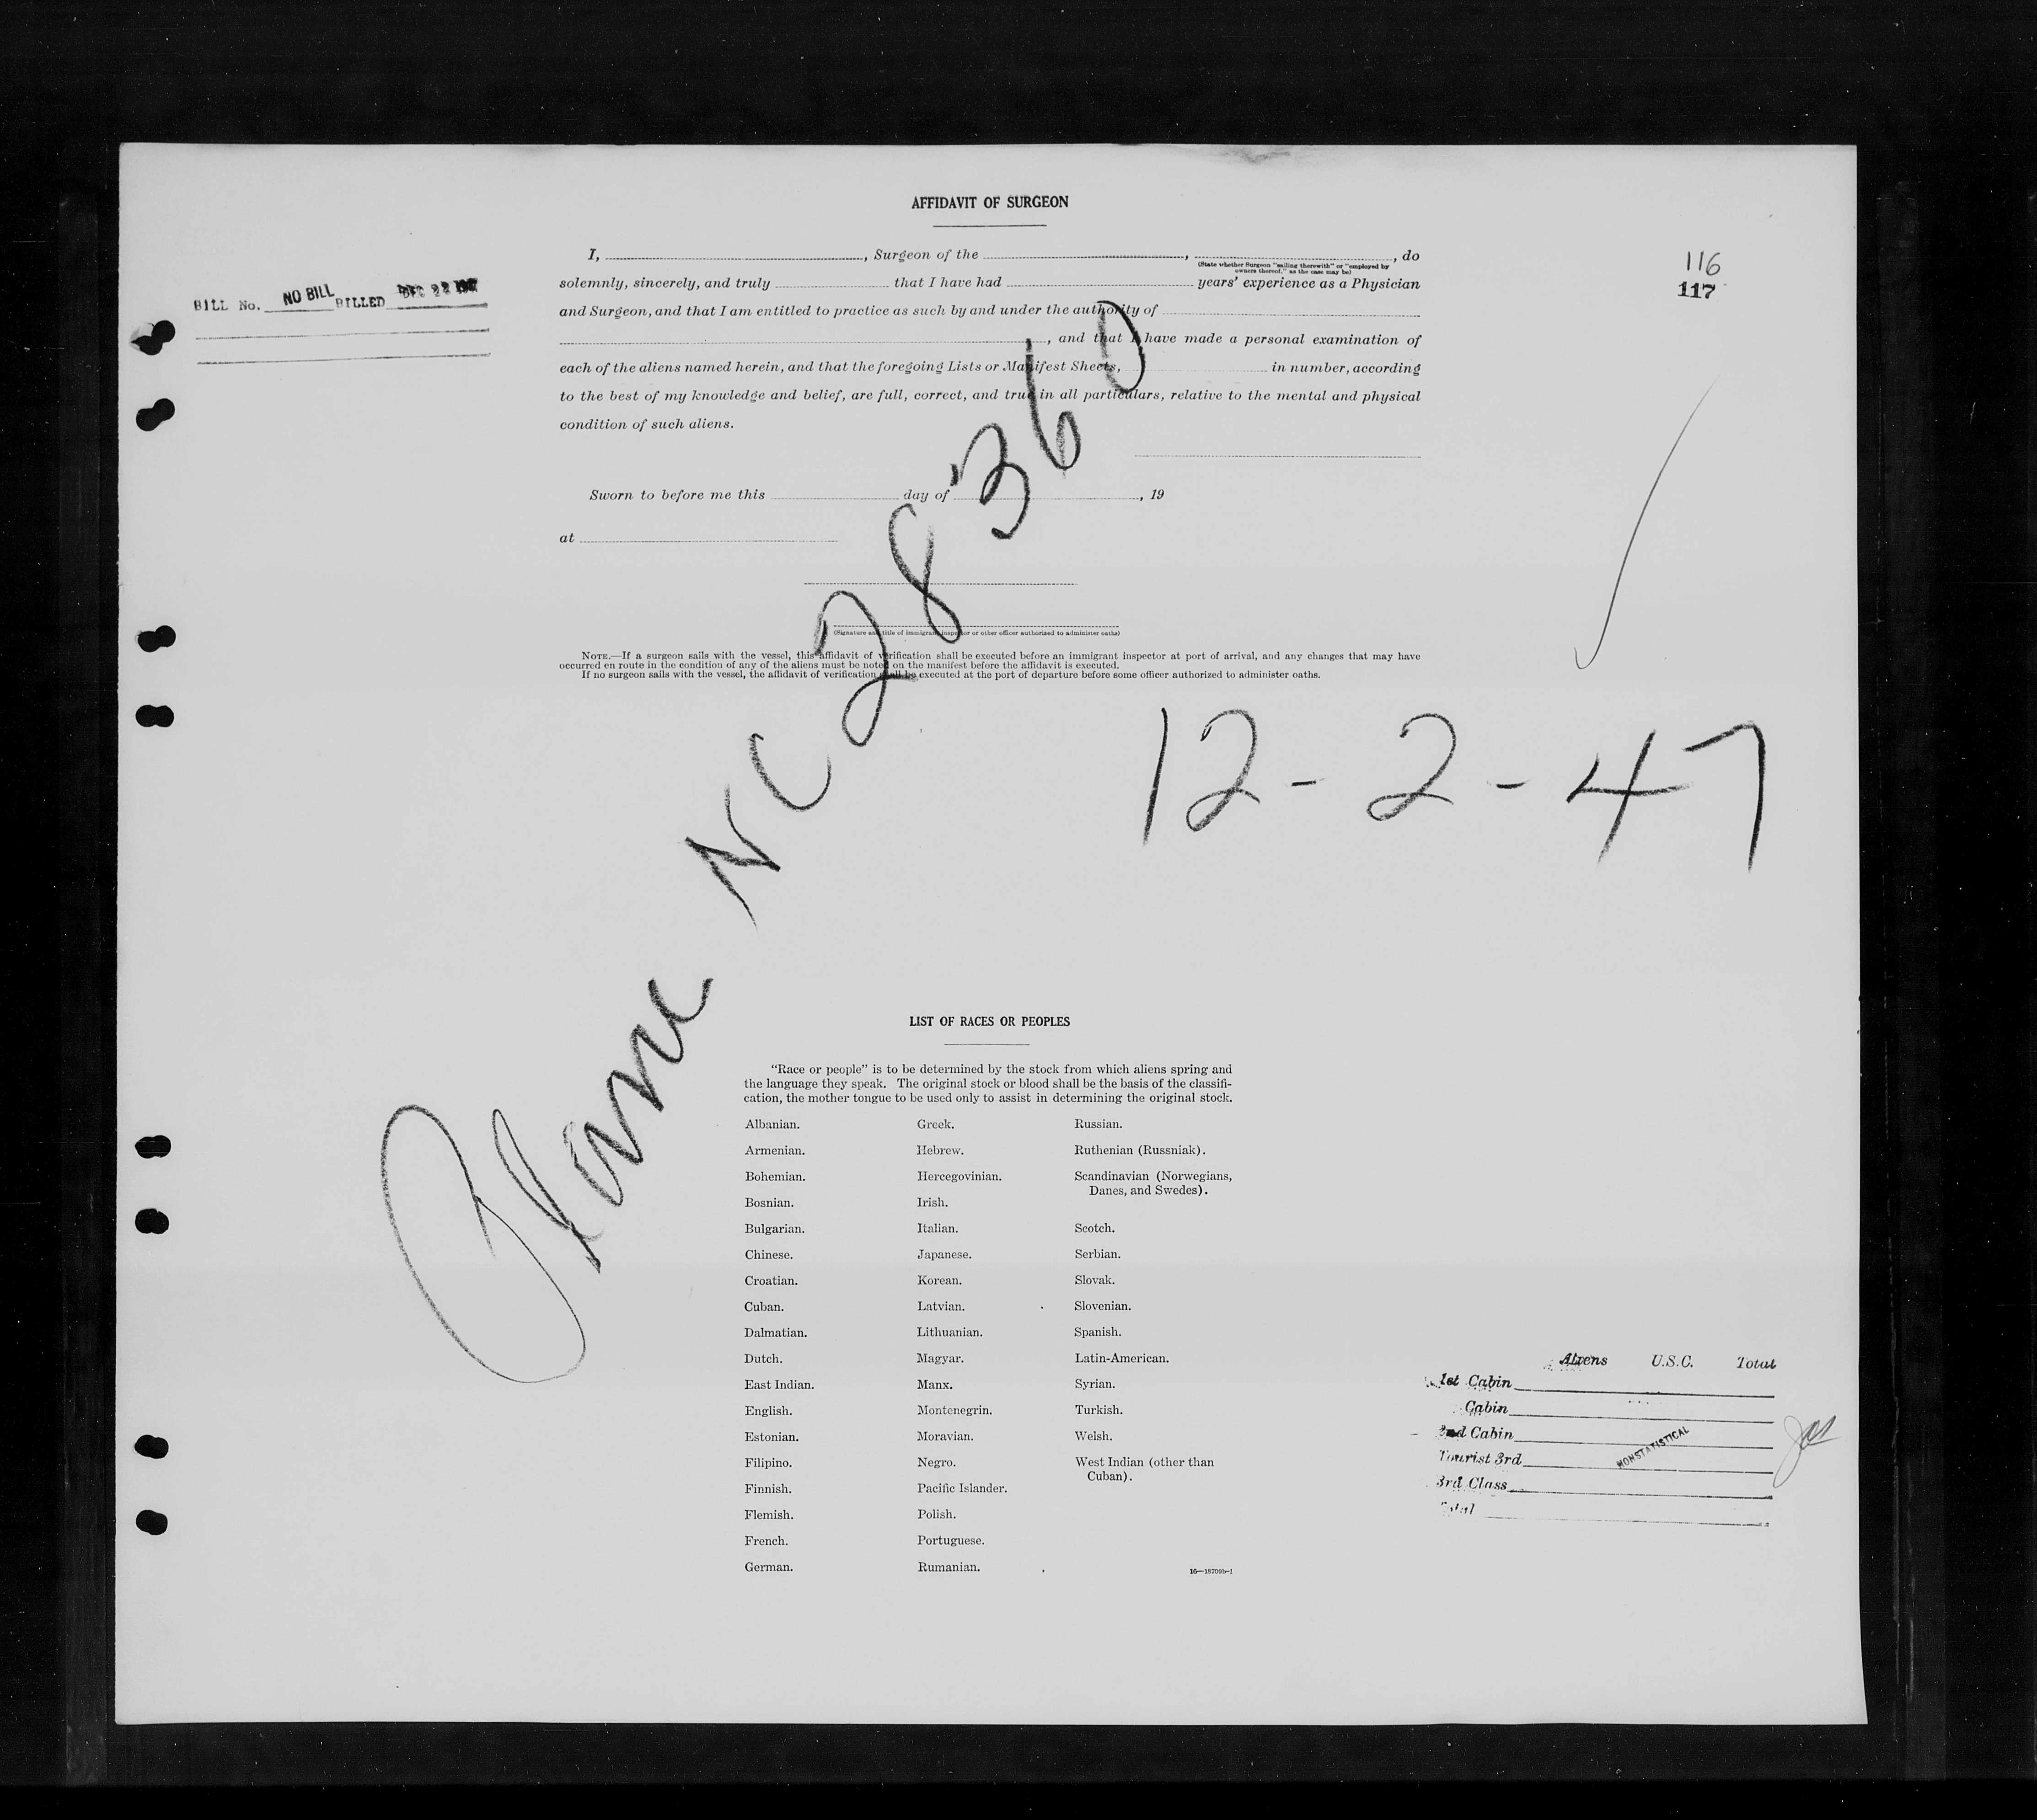 AFFIDAVIT OF SURGEON
I, , Surgeon of the , , do
(State whether Surgeon "sailing therewith" or "employed by
owners thereof," as the case may be)
solemnly, sincerely, and truly that I have had years' experience as a Physician
and Surgeon, and that I am entitled to practice as such by and under the authority of
, and that I have made a personal examination of
each of the aliens named herein, and that the foregoing Lists or Manifest Sheets, in number, according
to the best of my knowledge and belief, are full, correct, and true in all particulars, relative to the mental and physical
condition of such aliens.
Sworn to before me this day of , 19
at
(Signature and title of immigrant inspector or other officer authorized to administer oaths)
NOTE.—If a surgeon sails with the vessel, this affidavit of verification shall be executed before an immigrant inspector at port of arrival, and any changes that may have
occurred en route in the condition of any of the aliens must be noted on the manifest before the affidavit is executed.
If no surgeon sails with the vessel, the affidavit of verification shall be executed at the port of departure before some officer authorized to administer oaths.
BILL No. NO BILL BILLED DEC 22 1947
116
117
Plane NC 28360
12-2-47
LIST OF RACES OR PEOPLES
"Race or people" is to be determined by the stock from which aliens spring and
the language they speak. The original stock or blood shall be the basis of the classifi-
cation, the mother tongue to be used only to assist in determining the original stock.
Albanian.
Armenian.
Bohemian.
Bosnian.
Bulgarian.
Chinese.
Croatian.
Cuban.
Dalmatian.
Dutch.
East Indian.
English.
Estonian.
Filipino.
Finnish.
Flemish.
French.
German.
Greek.
Hebrew.
Hercegovinian.
Irish.
Italian.
Japanese.
Korean.
Latvian.
Lithuanian.
Magyar.
Manx.
Montenegrin.
Moravian.
Negro.
Pacific Islander.
Polish.
Portuguese.
Rumanian.
Russian.
Ruthenian (Russniak).
Scandinavian (Norwegians,
Danes, and Swedes).
Scotch.
Serbian.
Slovak.
Slovenian.
Spanish.
Latin-American.
Syrian.
Turkish.
Welsh.
West Indian (other than
Cuban).
16—18709b-1
Aliens U.S.C. Total
1st Cabin
Cabin
2nd Cabin
Tourist 3rd
3rd Class
Total
NONSTATISTICAL